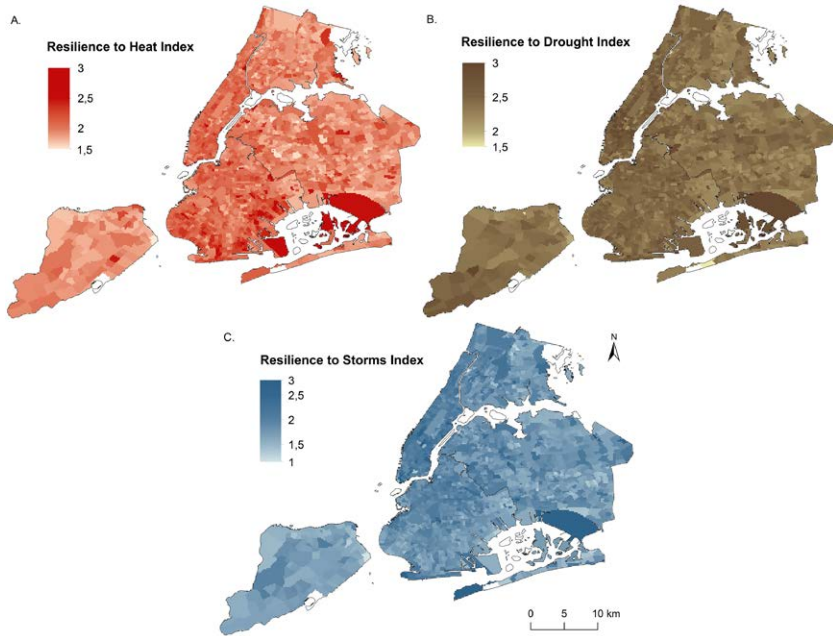 A.
Resilience to Heat Index
3
2,5
2
1,5
B.
Resilience to Drought Index
3
2,5
2
1,5
C.
Resilience to Storms Index
3
2,5
2
1,5
1
N
0 5 10 km